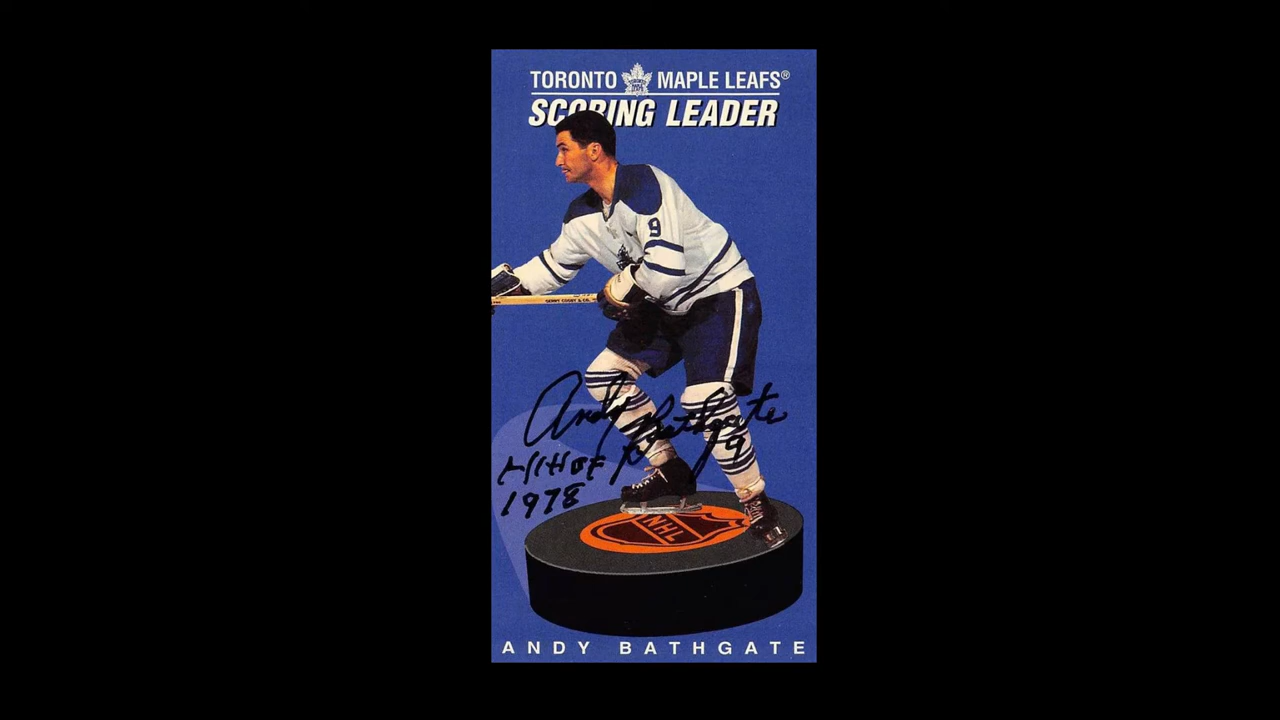 TORONTO MAPLE LEAFS®
SCORING LEADER
9
Andy Bathgate
9
HHOF
1978
NHL
ANDY BATHGATE